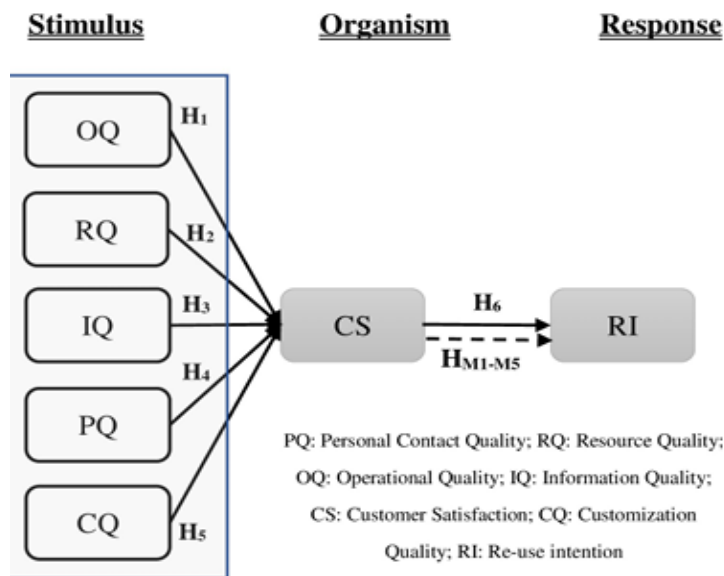 Stimulus Organism Response
OQ
H₁
RQ
H₂
IQ
H₃
PQ
H₄
CQ
H₅
CS
H₆
H_M1-M5
RI
PQ: Personal Contact Quality; RQ: Resource Quality;
OQ: Operational Quality; IQ: Information Quality;
CS: Customer Satisfaction; CQ: Customization
Quality; RI: Re-use intention